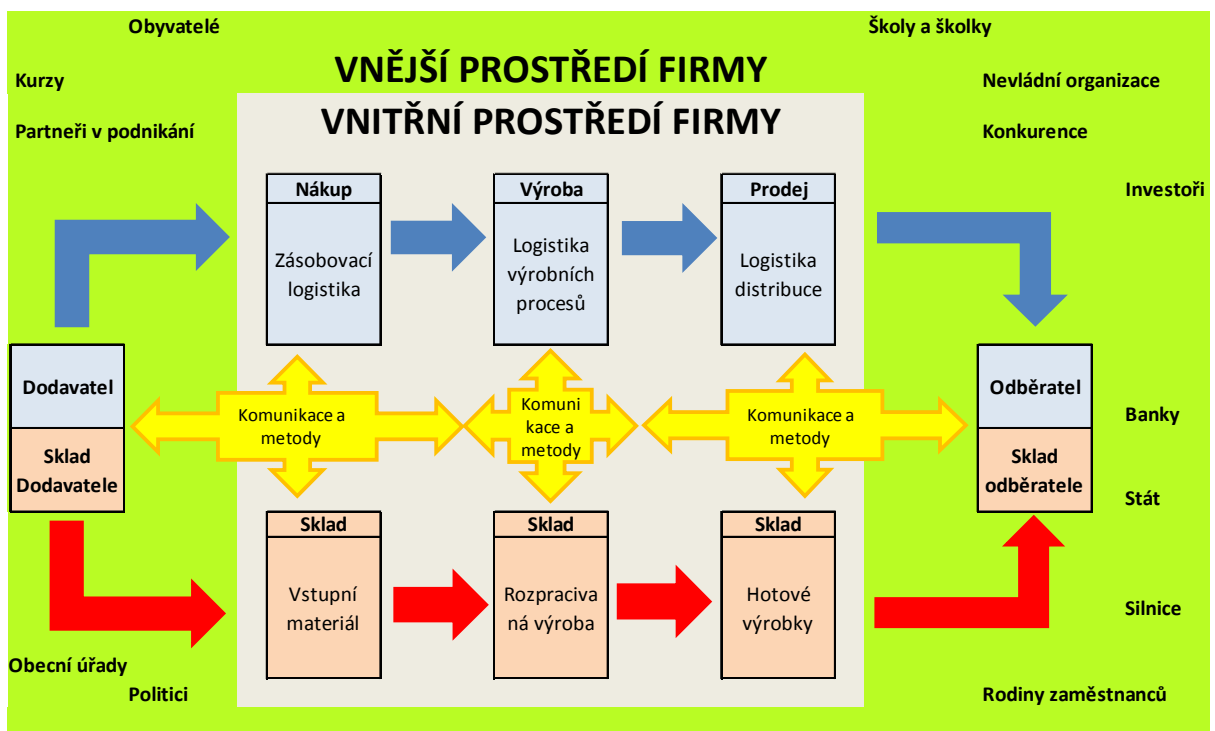 Obyvatelé
Školy a školky
VNĚJŠÍ PROSTŘEDÍ FIRMY
Kurzy
Nevládní organizace
VNITŘNÍ PROSTŘEDÍ FIRMY
Partneři v podnikání
Konkurence
Nákup
Výroba
Prodej
Investoři
Zásobovací
logistika
Logistika
výrobních
procesů
Logistika
distribuce
Dodavatel
Sklad
Dodavatele
Komunikace a
metody
Komuni
kace a
metody
Komunikace a
metody
Odběratel
Sklad
odběratele
Banky
Stát
Sklad
Sklad
Sklad
Vstupní
materiál
Rozpraciva
ná výroba
Hotové
výrobky
Silnice
Obecní úřady
Politici
Rodiny zaměstnanců